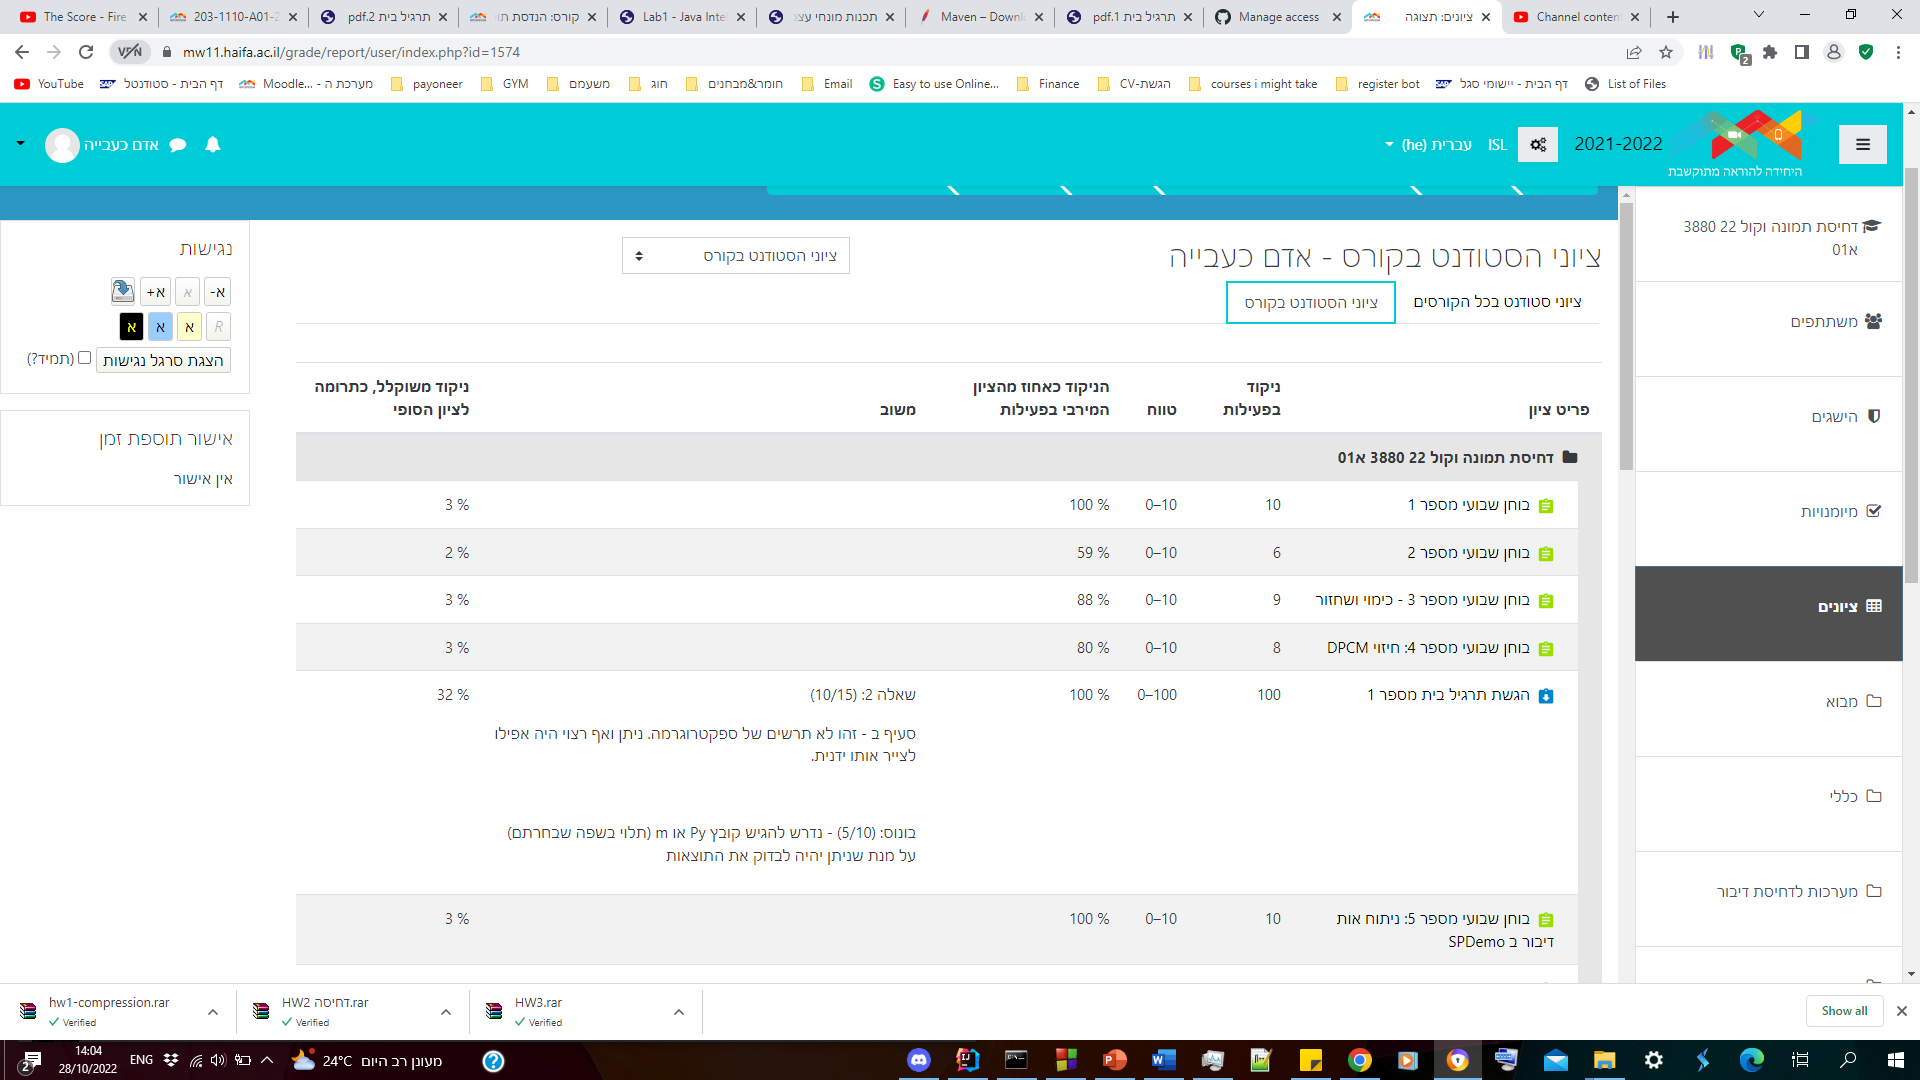 The Score - Fire
203-1110-A01-2
תרגיל בית 2.pdf
קורס: הנדסת תו
Lab1 - Java Inte
תכנות מונחי עצמ
Maven – Downl
תרגיל בית 1.pdf
Manage access
ציונים: תצוגה
Channel conten
VPN
mw11.haifa.ac.il/grade/report/user/index.php?id=1574
2
YouTube
דף הבית - סטודנטל
Moodle... - מערכת ה
payoneer
GYM
משעמם
חוג
חומר&מבחנים
Email
Easy to use Online...
Finance
הגשת-CV
courses i might take
register bot
דף הבית - יישומי סגל
List of Files
אדם כעבייה
עברית (he)
ISL
2021-2022
היחידה להוראה מתוקשבת
דחיסת תמונה וקול 22 3880
א01
משתתפים
הישגים
מיומנויות
ציונים
מבוא
כללי
מערכות לדחיסת דיבור
ציוני הסטודנט בקורס - אדם כעבייה
ציוני הסטודנט בקורס
ציוני סטודנט בכל הקורסים
ציוני הסטודנט בקורס
פריט ציון
ניקוד
בפעילות
טווח
הניקוד כאחוז מהציון
המירבי בפעילות
משוב
ניקוד משוקלל, כתרומה
לציון הסופי
דחיסת תמונה וקול 22 3880 א01
בוחן שבועי מספר 1
10
0–10
100 %
3 %
בוחן שבועי מספר 2
6
0–10
59 %
2 %
בוחן שבועי מספר 3 - כימוי ושחזור
9
0–10
88 %
3 %
בוחן שבועי מספר 4: חיזוי DPCM
8
0–10
80 %
3 %
הגשת תרגיל בית מספר 1
100
0–100
100 %
שאלה 2: (10/15)
32 %
סעיף ב - זהו לא תרשים של ספקטרוגרמה. ניתן ואף רצוי היה אפילו
לצייר אותו ידנית.
בונוס: (5/10) - נדרש להגיש קובץ Py או m (תלוי בשפה שבחרתם)
על מנת שניתן יהיה לבדוק את התוצאות
בוחן שבועי מספר 5: ניתוח אות
דיבור ב SPDemo
10
0–10
100 %
3 %
נגישות
א-
א
א+
R
א
א
א
הצגת סרגל נגישות
(תמיד?)
אישור תוספת זמן
אין אישור
hw1-compression.rar
Verified
HW2 דחיסה.rar
Verified
HW3.rar
Verified
Show all
2
14:04
28/10/2022
ENG
24°C
מעונן רב היום